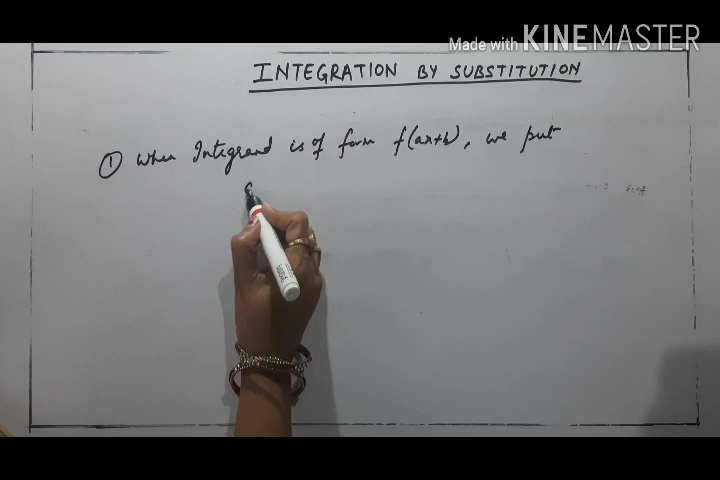 Made with KINEMASTER
INTEGRATION BY SUBSTITUTION
① When Integrand is of form f(ax+b), we put